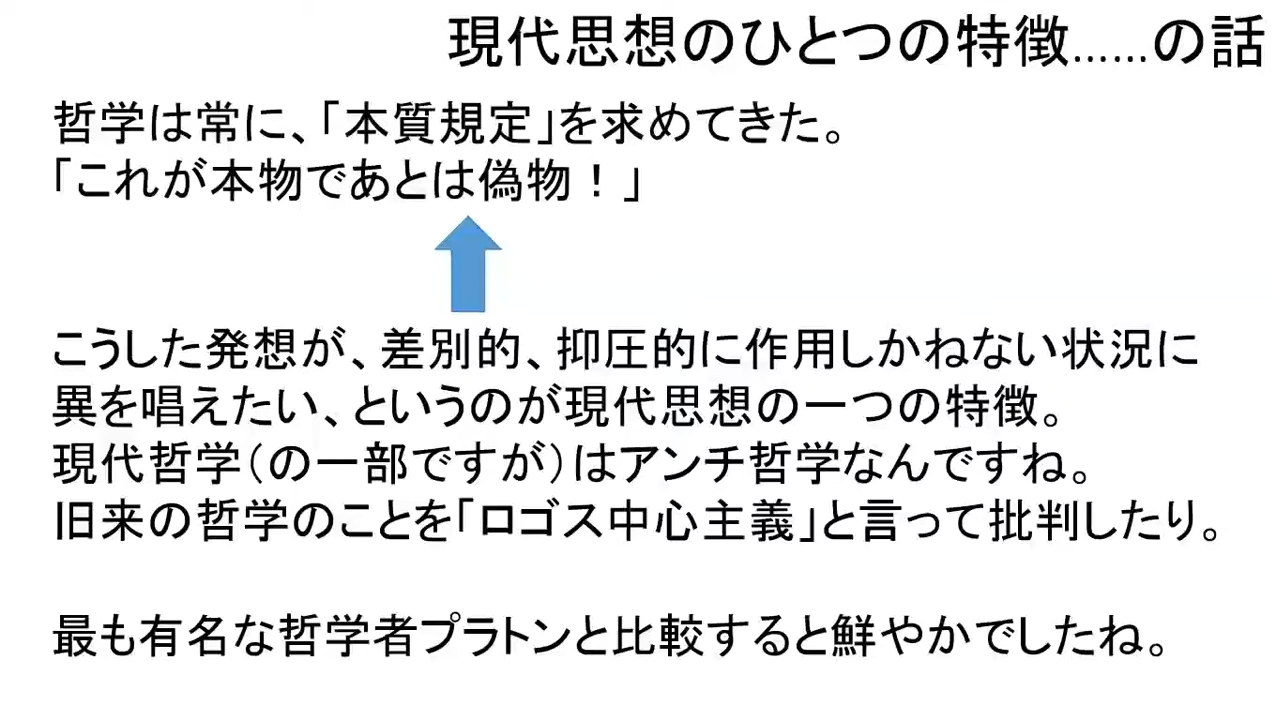 現代思想のひとつの特徴……の話
哲学は常に、「本質規定」を求めてきた。
「これが本物であとは偽物！」
こうした発想が、差別的、抑圧的に作用しかねない状況に
異を唱えたい、というのが現代思想の一つの特徴。
現代哲学（の一部ですが）はアンチ哲学なんですね。
旧来の哲学のことを「ロゴス中心主義」と言って批判したり。
最も有名な哲学者プラトンと比較すると鮮やかでしたね。